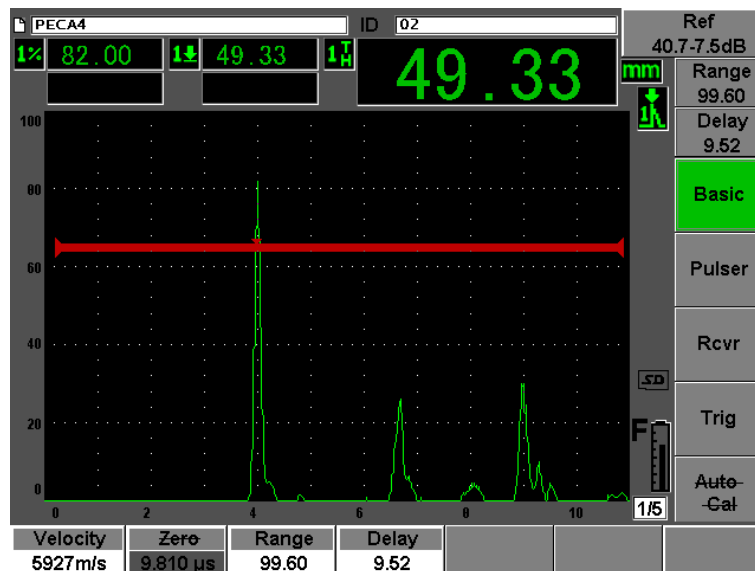 PECA4 ID 02 Ref
40.7-7.5dB
1% 82.00 1 49.33 1 T H 49.33 mm
Range
99.60
Delay
9.52
Basic
Pulser
Rcvr
Trig
Auto-
Cal
100
80
60
40
20
0
0 2 4 6 8 10
SD
F
1/5
Velocity Zero Range Delay
5927m/s 9.810 µs 99.60 9.52